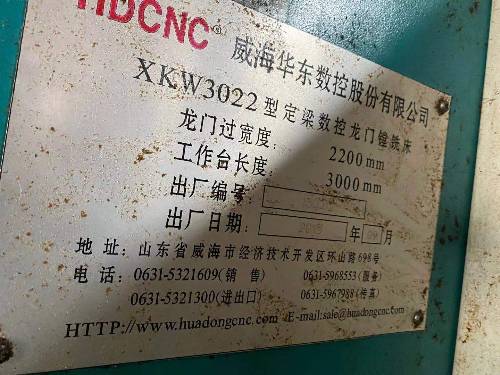 HDCNC® 威海华东数控股份有限公司
XKW3022型定梁数控龙门镗铣床
龙门过宽度: 2200mm
工作台长度: 3000mm
出厂编号:
出厂日期: 年 月
地 址: 山东省威海市经济技术开发区环山路698号
电 话: 0631-5321609(销 售) 0631-5968553(服务)
0631-5321300(进出口) 0631-5967988(传真)
HTTP://www.huadongcnc.com E-mail:sale@huadongcnc.com